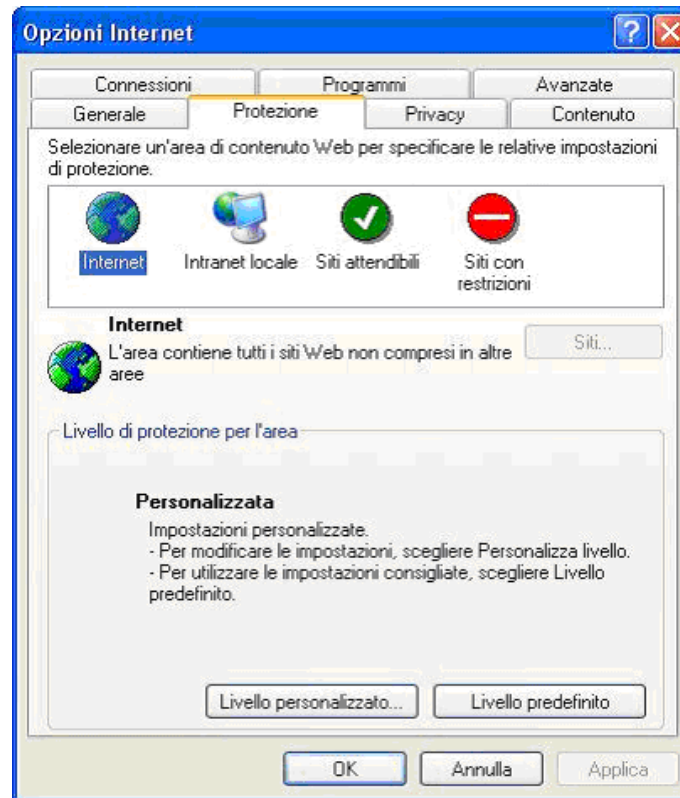 Opzioni Internet
Connessioni Programmi Avanzate
Generale Protezione Privacy Contenuto
Selezionare un'area di contenuto Web per specificare le relative impostazioni
di protezione.
Internet Intranet locale Siti attendibili Siti con
restrizioni
Internet
L'area contiene tutti i siti Web non compresi in altre
aree
Siti...
Livello di protezione per l'area
Personalizzata
Impostazioni personalizzate.
- Per modificare le impostazioni, scegliere Personalizza livello.
- Per utilizzare le impostazioni consigliate, scegliere Livello
predefinito.
Livello personalizzato... Livello predefinito
OK Annulla Applica